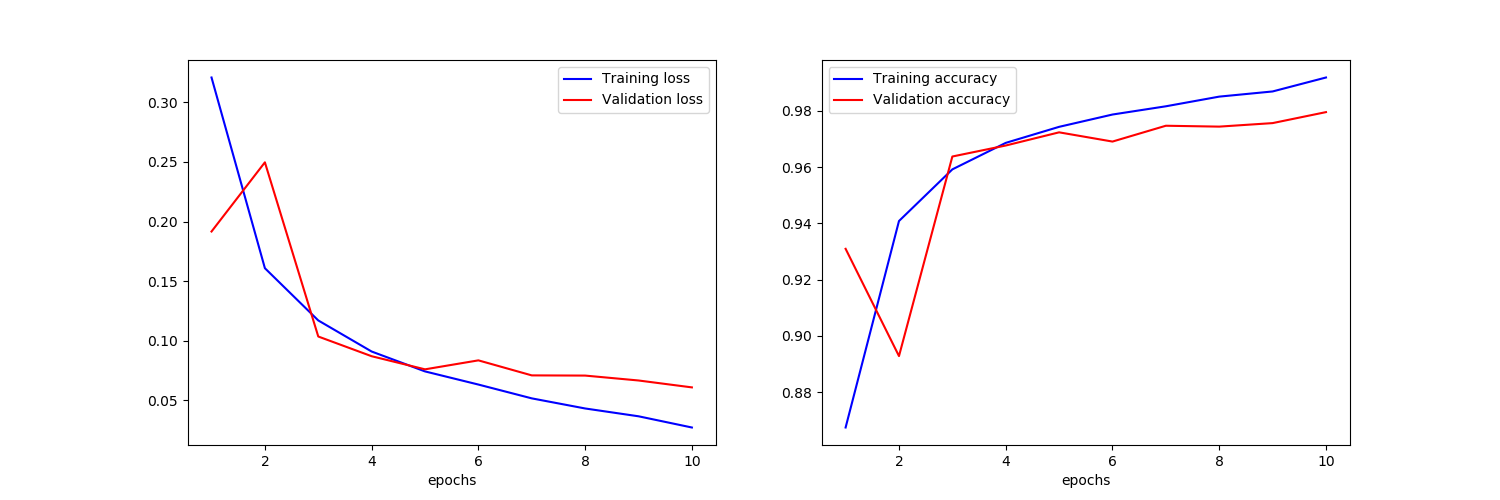 Training loss
Validation loss
0.30
0.25
0.20
0.15
0.10
0.05
2 4 6 8 10
epochs
Training accuracy
Validation accuracy
0.98
0.96
0.94
0.92
0.90
0.88
2 4 6 8 10
epochs